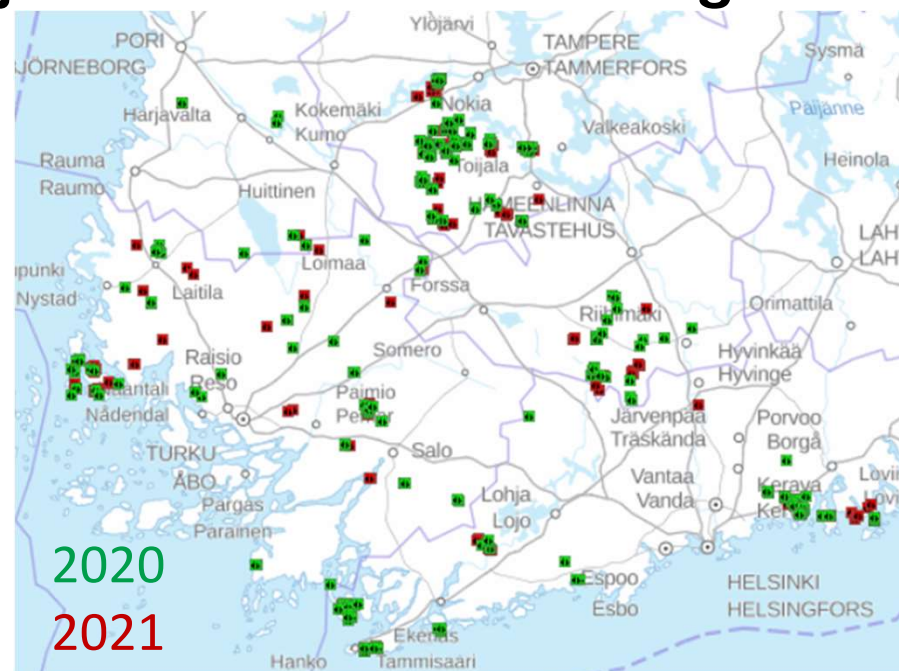 Ylöjärvi
PORI
TAMPERE
TAMMERFORS
JÖRNEBORG
Sysmä
Harjavalta
Kokemäki
Kumo
Nokia
Päijänne
Valkeakoski
Rauma
Raumo
Toijala
Heinola
Huittinen
HÄMEENLINNA
TAVASTEHUS
LAH
LAH
Loimaa
upunki
Nystad
Laitila
Forssa
Orimattila
Riihimäki
Somero
Hyvinkää
Hyvinge
Raisio
Reso
Naantali
Nådendal
Paimio
Pemar
Järvenpää
Träskända
Porvoo
Borgå
TURKU
ÅBO
Salo
Vantaa
Vanda
Kerava
Lovi
Lovi
Pargas
Parainen
Lohja
Lojo
2020
Espoo
Esbo
HELSINKI
HELSINGFORS
2021
Ekenäs
Tammisaari
Hanko